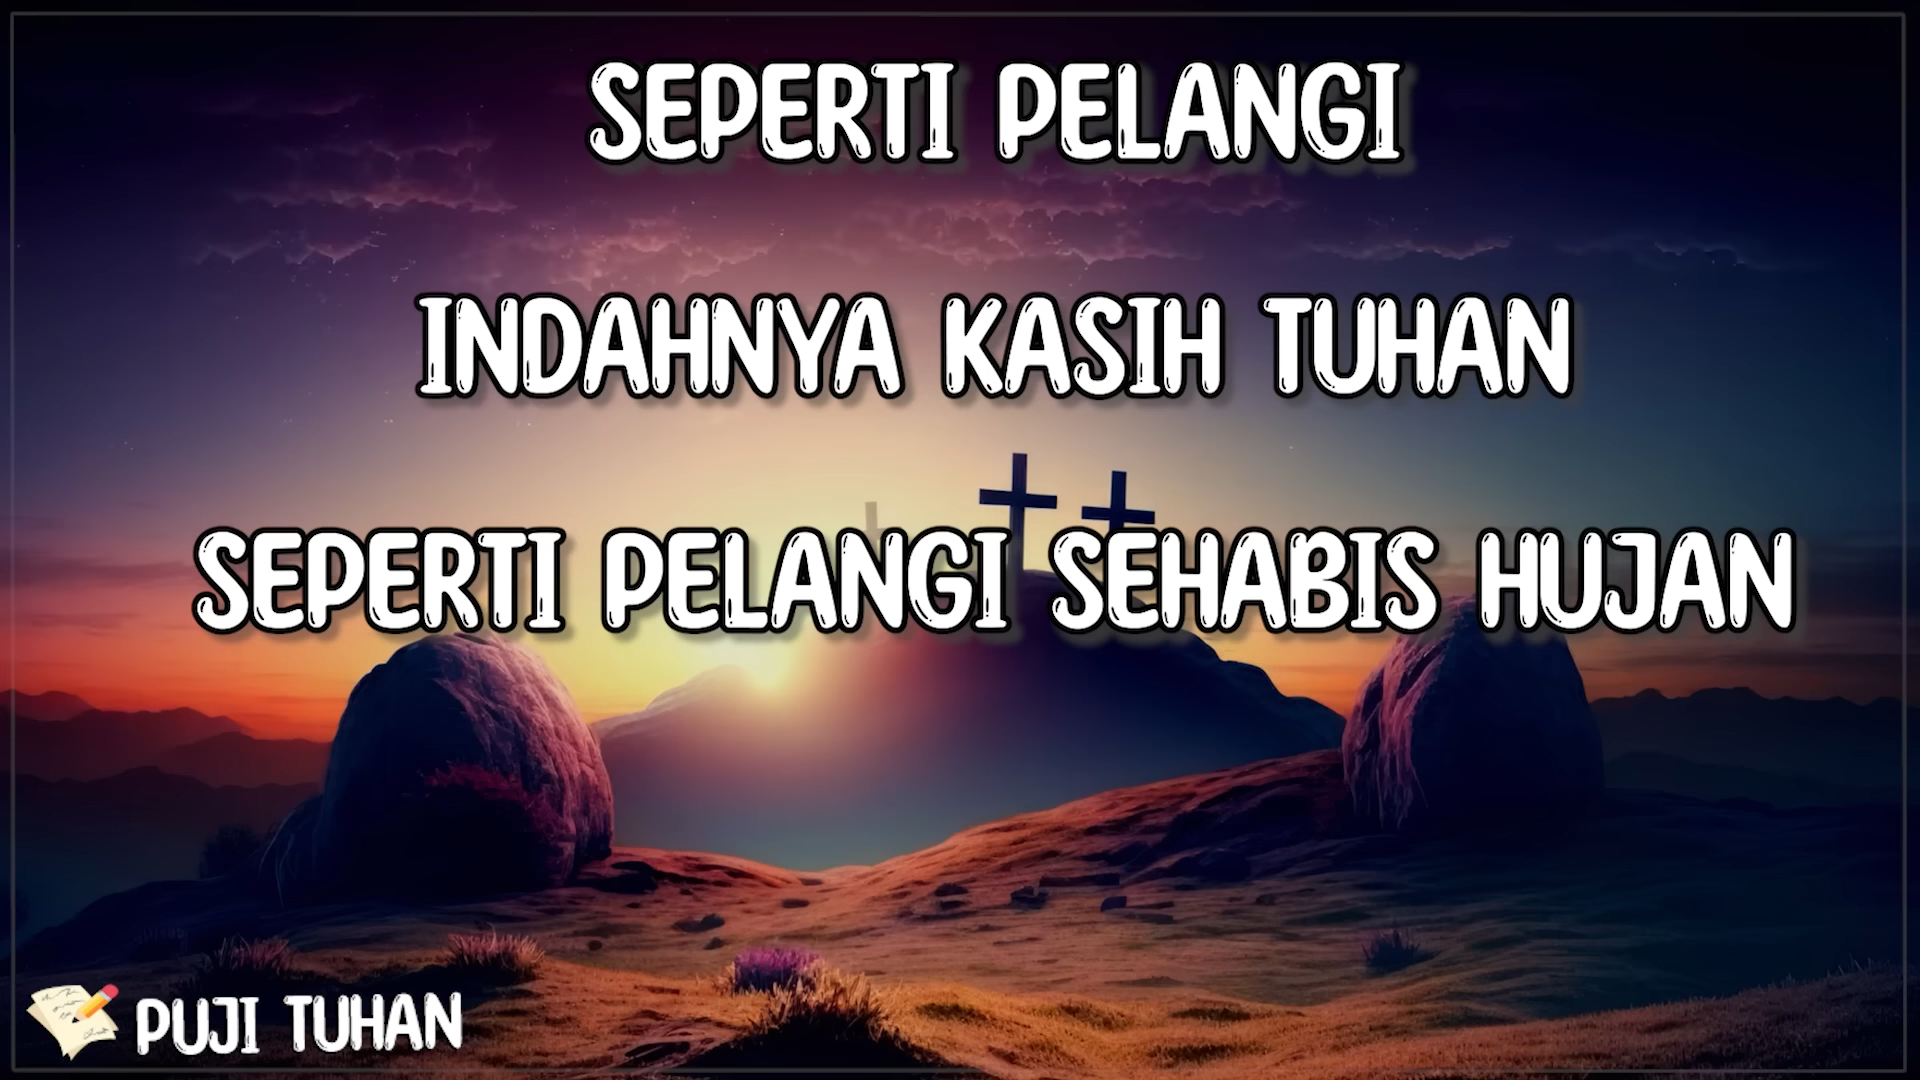 SEPERTI PELANGI
INDAHNYA KASIH TUHAN
SEPERTI PELANGI SEHABIS HUJAN
PUJI TUHAN